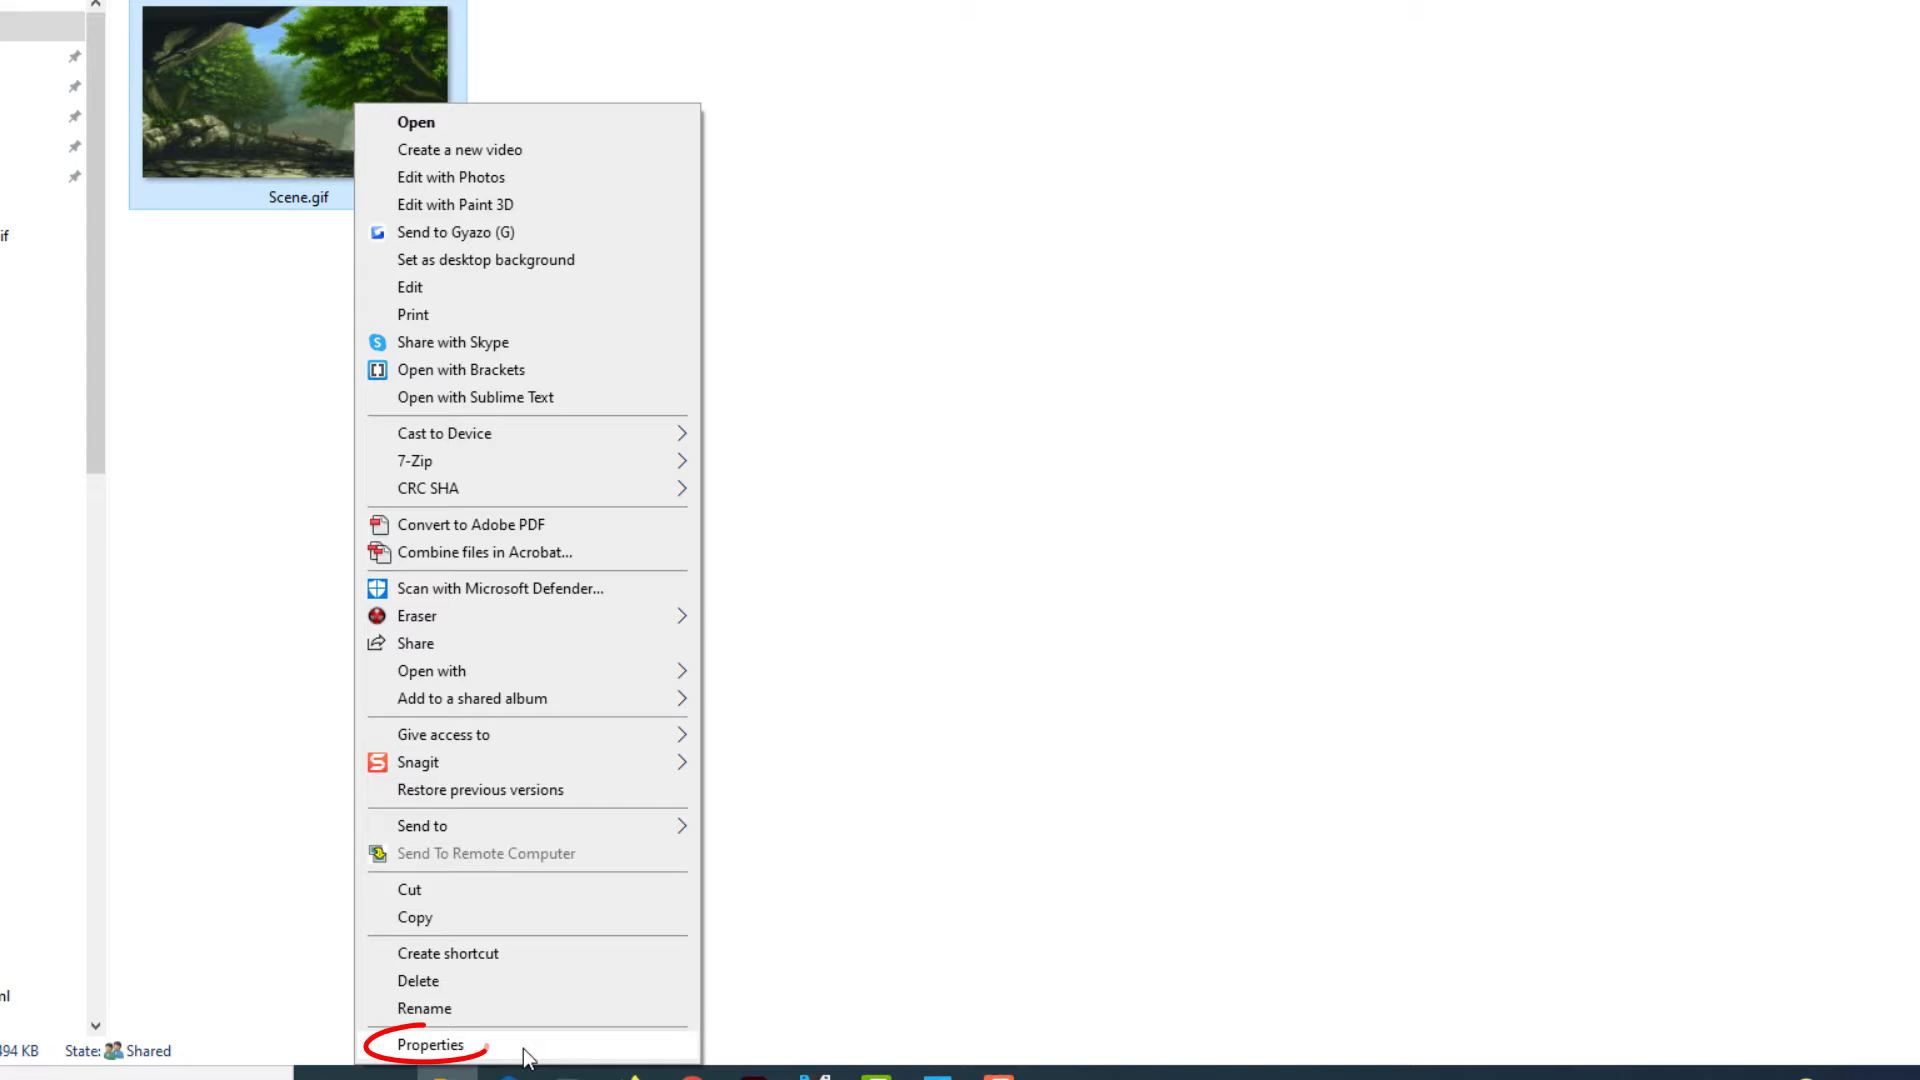 Scene.gif
if
Open
Create a new video
Edit with Photos
Edit with Paint 3D
Send to Gyazo (G)
Set as desktop background
Edit
Print
Share with Skype
Open with Brackets
Open with Sublime Text
Cast to Device
7-Zip
CRC SHA
Convert to Adobe PDF
Combine files in Acrobat...
Scan with Microsoft Defender...
Eraser
Share
Open with
Add to a shared album
Give access to
Snagit
Restore previous versions
Send to
Send To Remote Computer
Cut
Copy
Create shortcut
Delete
Rename
Properties
ml
494 KB State: Shared